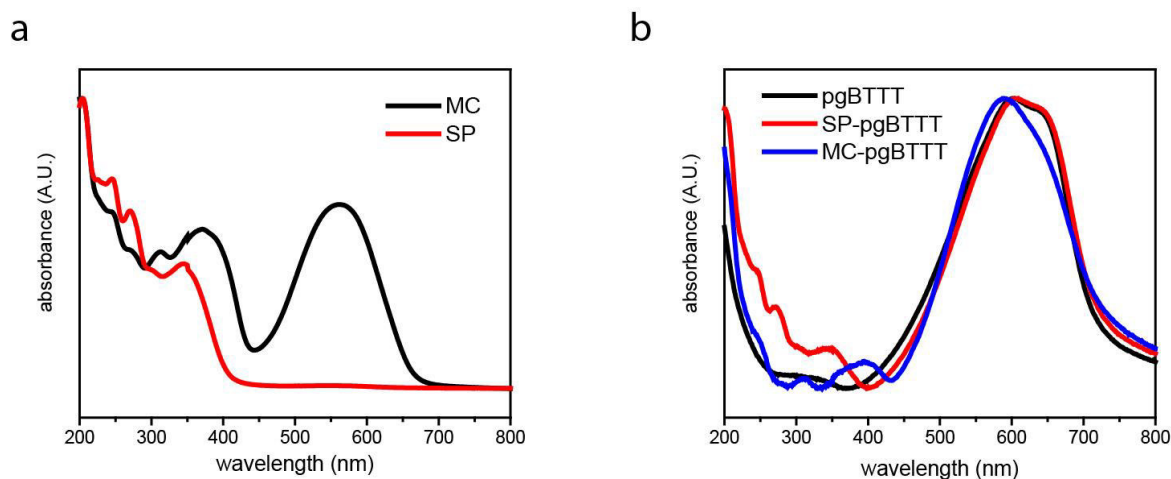 a
absorbance (A.U.)
MC
SP
200 300 400 500 600 700 800
wavelength (nm)
b
absorbance (A.U.)
pgBTTT
SP-pgBTTT
MC-pgBTTT
200 300 400 500 600 700 800
wavelength (nm)